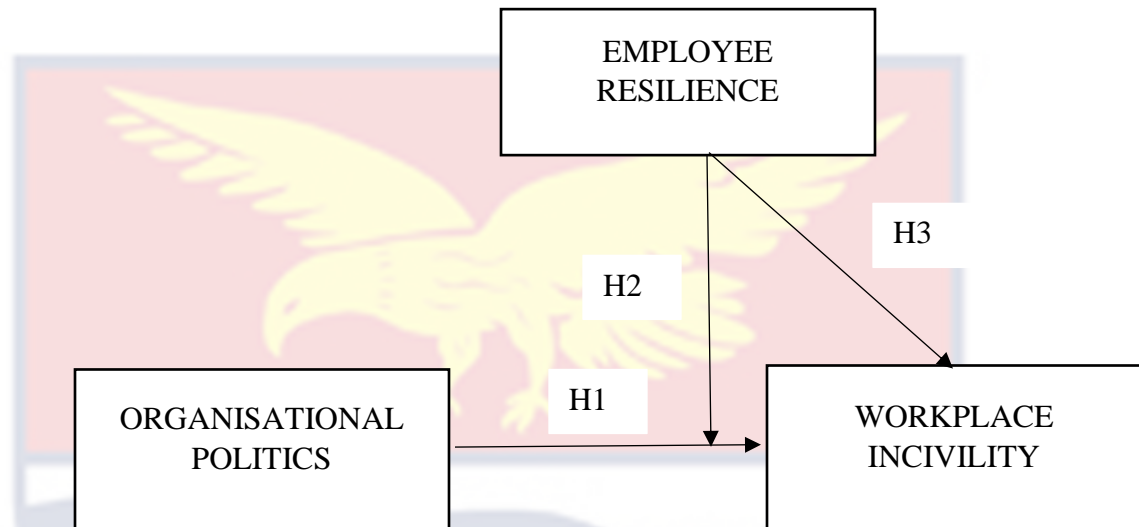 EMPLOYEE
RESILIENCE
H3
H2
H1
ORGANISATIONAL
POLITICS
WORKPLACE
INCIVILITY